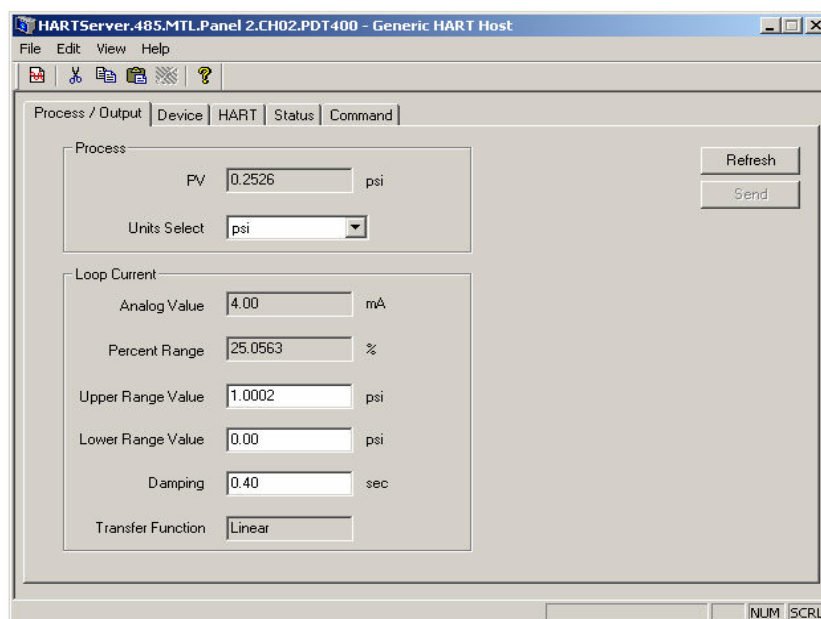 HARTServer.485.MTL.Panel 2.CH02.PDT400 - Generic HART Host
File Edit View Help
Process / Output Device HART Status Command
Process
PV 0.2526 psi
Units Select psi
Refresh
Send
Loop Current
Analog Value 4.00 mA
Percent Range 25.0563 %
Upper Range Value 1.0002 psi
Lower Range Value 0.00 psi
Damping 0.40 sec
Transfer Function Linear
NUM SCRL